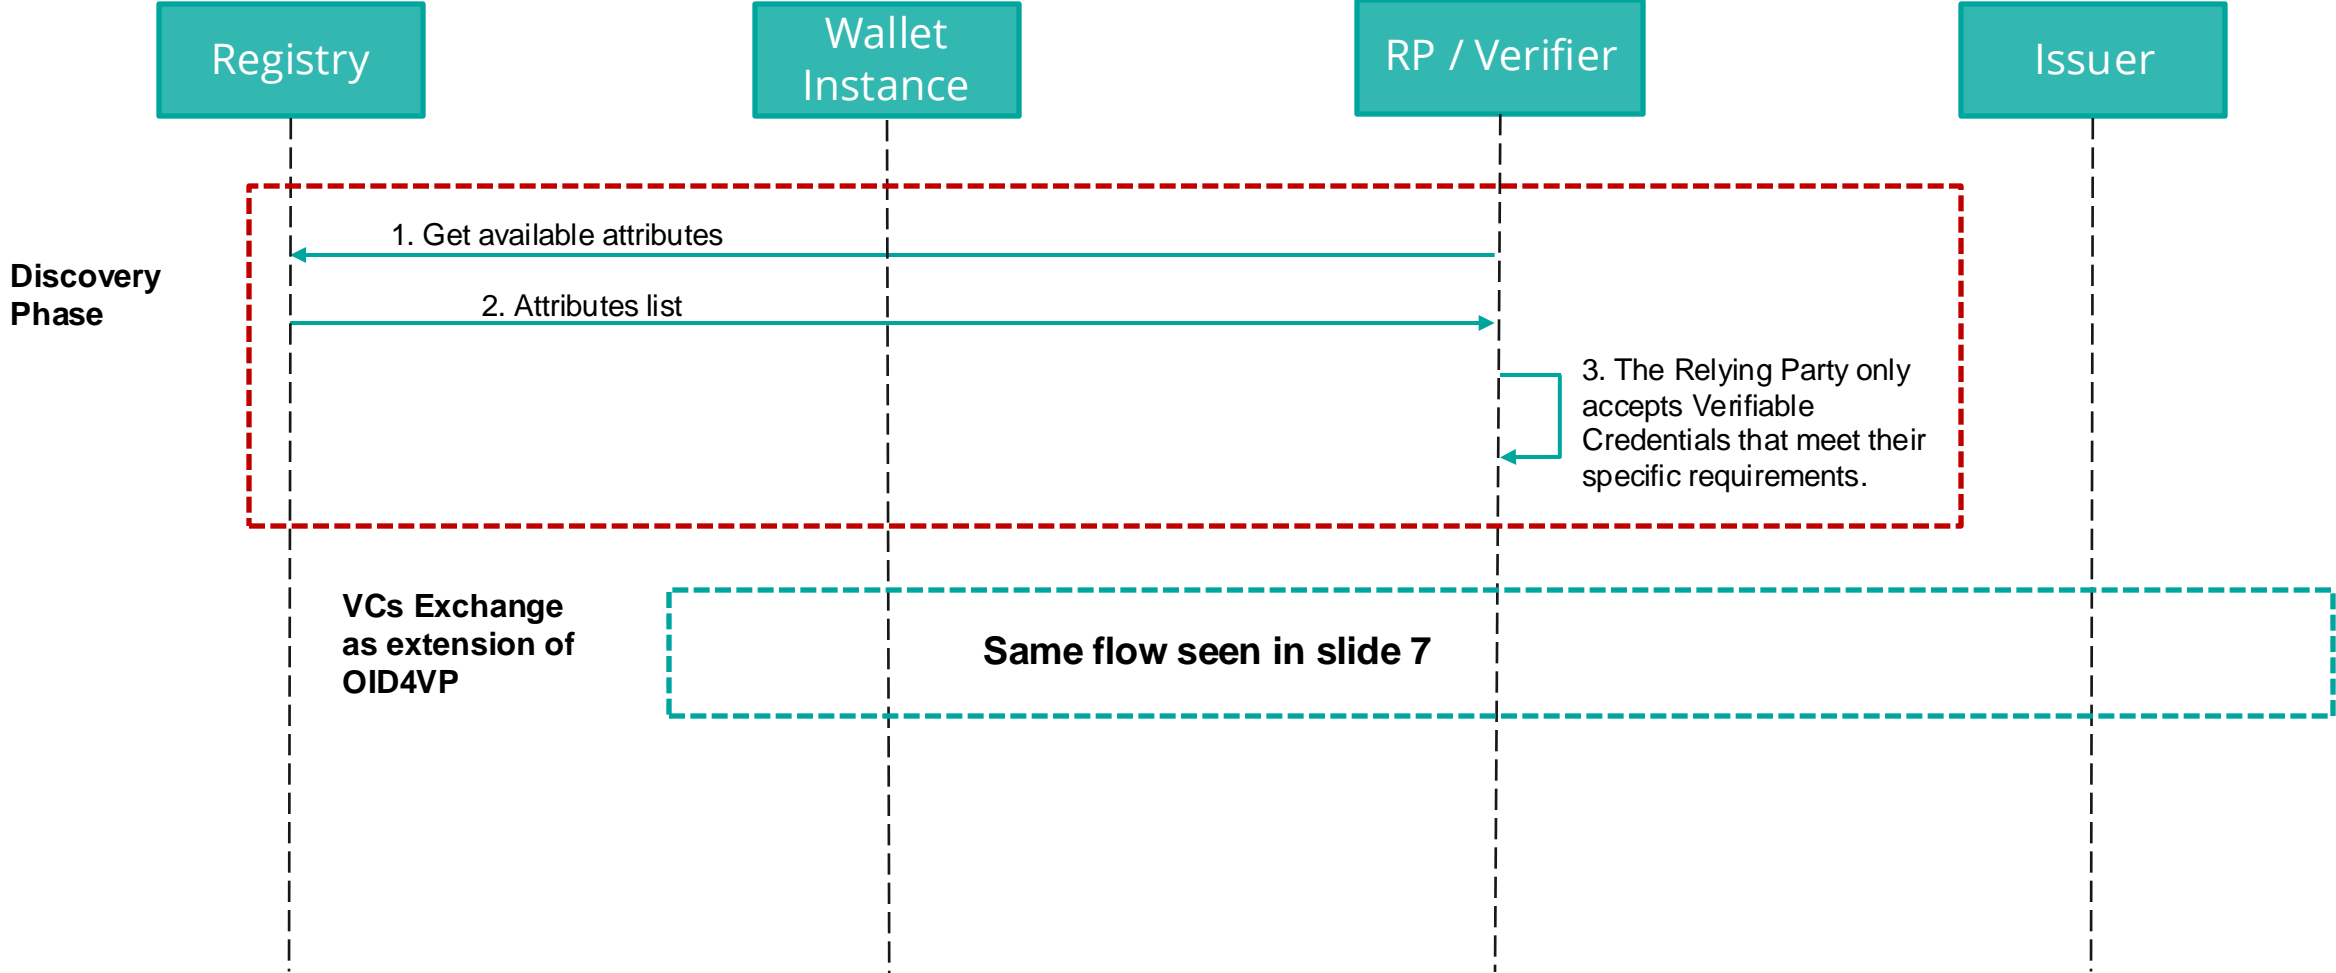 Registry
Wallet
Instance
RP / Verifier
Issuer
1. Get available attributes
Discovery
Phase
2. Attributes list
3. The Relying Party only
accepts Verifiable
Credentials that meet their
specific requirements.
VCs Exchange
as extension of
OID4VP
Same flow seen in slide 7